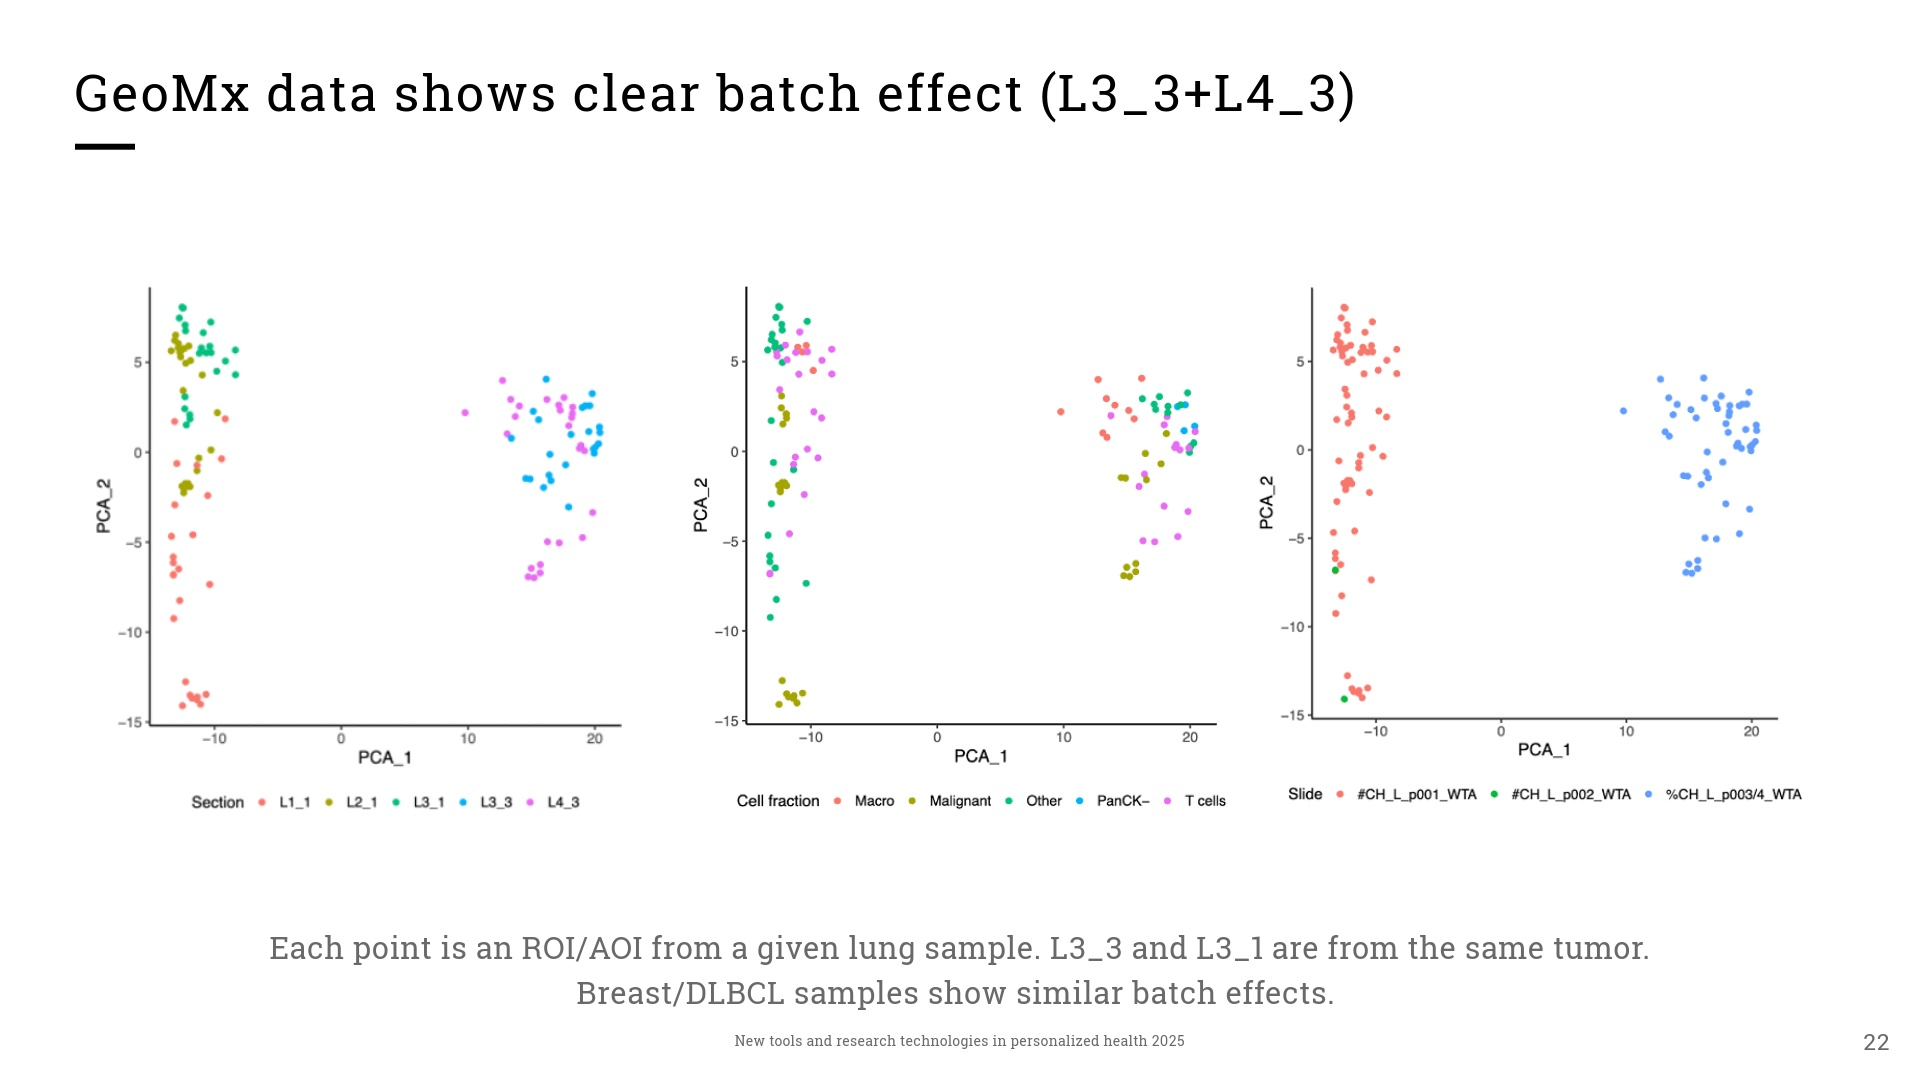 GeoMx data shows clear batch effect (L3_3+L4_3)
PCA_2
5
0
−5
−10
−15
−10
0
10
20
PCA_1
Section L1_1 L2_1 L3_1 L3_3 L4_3
PCA_2
5
0
−5
−10
−15
−10
0
10
20
PCA_1
Cell fraction Macro Malignant Other PanCK− T cells
PCA_2
5
0
−5
−10
−15
−10
0
10
20
PCA_1
Slide #CH_L_p001_WTA #CH_L_p002_WTA %CH_L_p003/4_WTA
Each point is an ROI/AOI from a given lung sample. L3_3 and L3_1 are from the same tumor.
Breast/DLBCL samples show similar batch effects.
New tools and research technologies in personalized health 2025
22